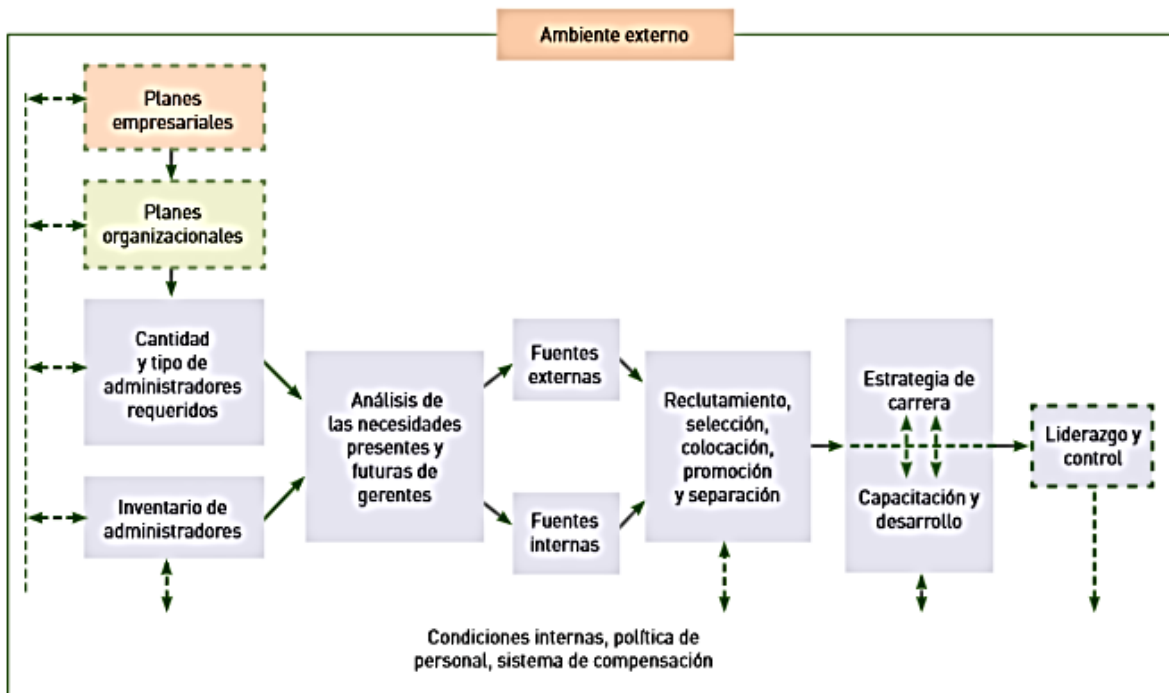 Ambiente externo
Planes
empresariales
Planes
organizacionales
Cantidad
y tipo de
administradores
requeridos
Inventario de
administradores
Análisis de
las necesidades
presentes y
futuras de
gerentes
Fuentes
externas
Fuentes
internas
Reclutamiento,
selección,
colocación,
promoción
y separación
Estrategia de
carrera
Capacitación y
desarrollo
Liderazgo y
control
Condiciones internas, política de
personal, sistema de compensación